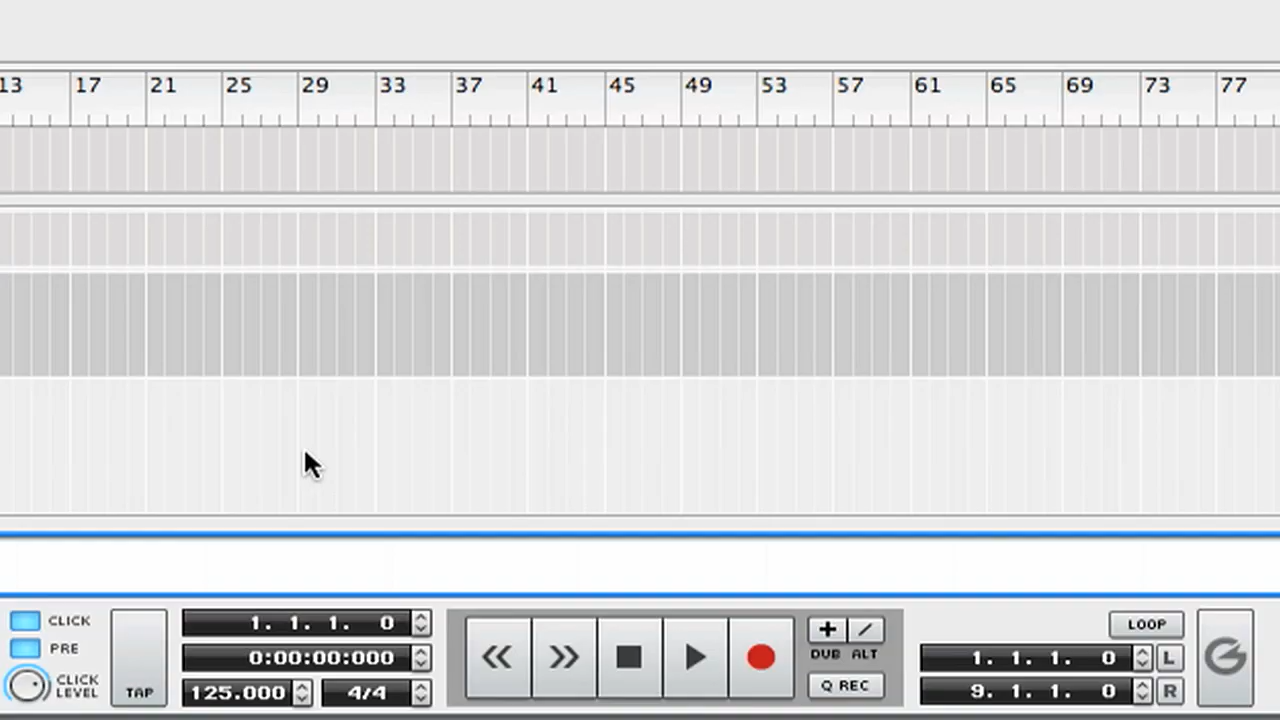 13 17 21 25 29 33 37 41 45 49 53 57 61 65 69 73 77
CLICK
PRE
CLICK
LEVEL
TAP
1. 1. 1. 0
0:00:00:000
125.000 4/4
DUB ALT
Q REC
LOOP
1. 1. 1. 0 L
9. 1. 1. 0 R